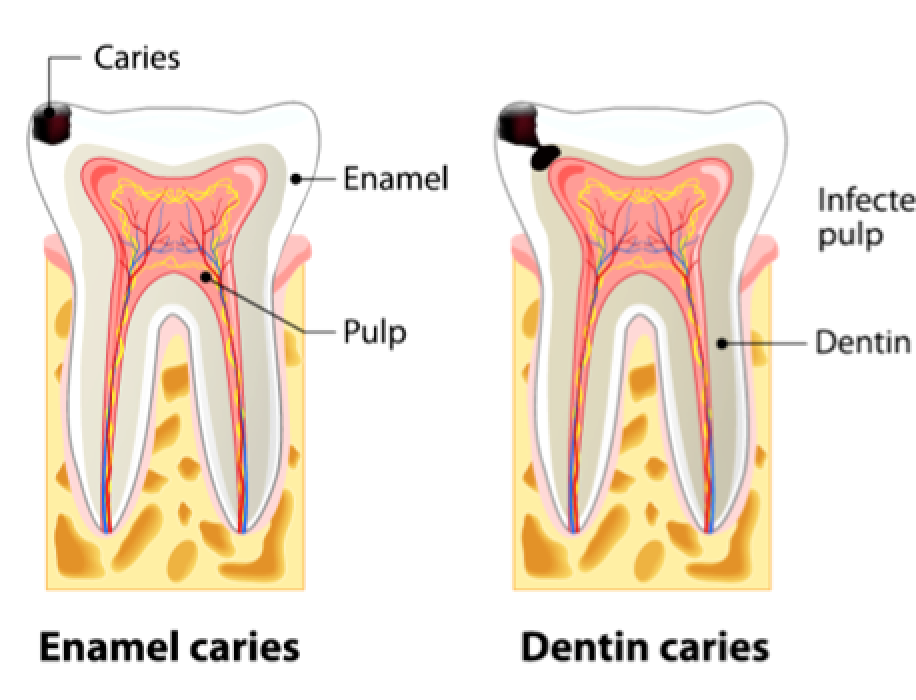 Caries
Enamel
Pulp
Infecte
pulp
Dentin
Enamel caries
Dentin caries